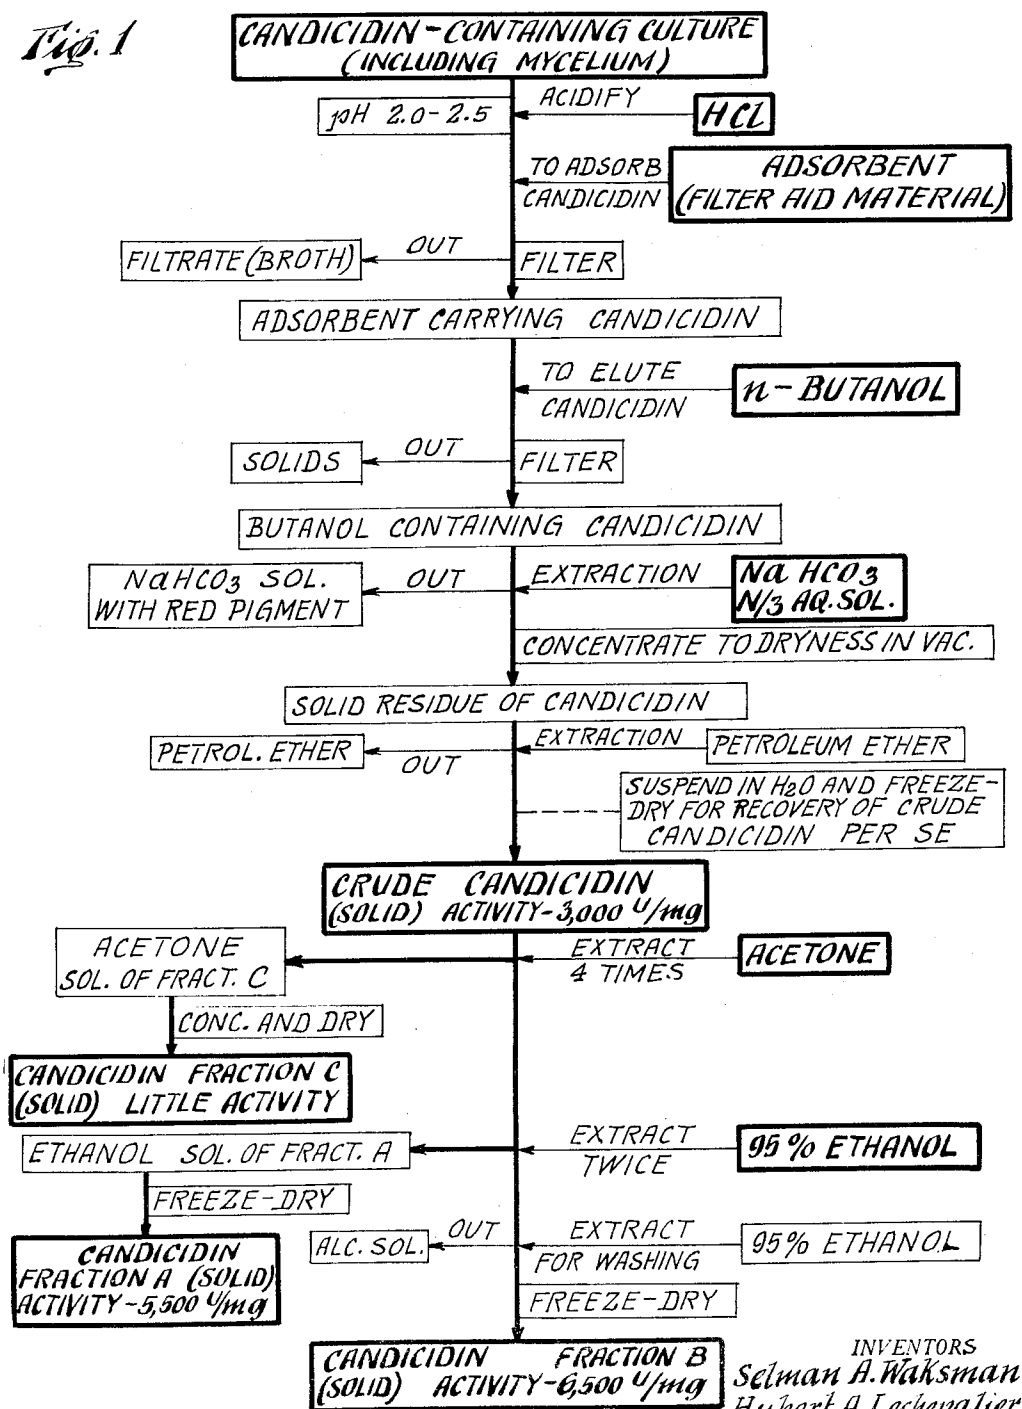 Fig. 1
CANDICIDIN-CONTAINING CULTURE
(INCLUDING MYCELIUM)
pH 2.0-2.5
ACIDIFY
HCl
TO ADSORB
CANDICIDIN
ADSORBENT
(FILTER AID MATERIAL)
FILTRATE (BROTH)
OUT
FILTER
ADSORBENT CARRYING CANDICIDIN
TO ELUTE
CANDICIDIN
n-BUTANOL
SOLIDS
OUT
FILTER
BUTANOL CONTAINING CANDICIDIN
NaHCO3 SOL.
WITH RED PIGMENT
OUT
EXTRACTION
Na HCO3
N/3 AQ. SOL.
CONCENTRATE TO DRYNESS IN VAC.
SOLID RESIDUE OF CANDICIDIN
PETROL. ETHER
OUT
EXTRACTION
PETROLEUM ETHER
SUSPEND IN H2O AND FREEZE-
DRY FOR RECOVERY OF CRUDE
CANDICIDIN PER SE
CRUDE CANDICIDIN
(SOLID) ACTIVITY-3,000 U/mg
ACETONE
SOL. OF FRACT. C
EXTRACT
4 TIMES
ACETONE
CONC. AND DRY
CANDICIDIN FRACTION C
(SOLID) LITTLE ACTIVITY
ETHANOL SOL. OF FRACT. A
EXTRACT
TWICE
95% ETHANOL
FREEZE-DRY
CANDICIDIN
FRACTION A (SOLID)
ACTIVITY-5,500 U/mg
ALC. SOL.
OUT
EXTRACT
FOR WASHING
95% ETHANOL
FREEZE-DRY
CANDICIDIN FRACTION B
(SOLID) ACTIVITY-6,500 U/mg
INVENTORS
Selman A. Waksman
Hubert A. Lechevalier